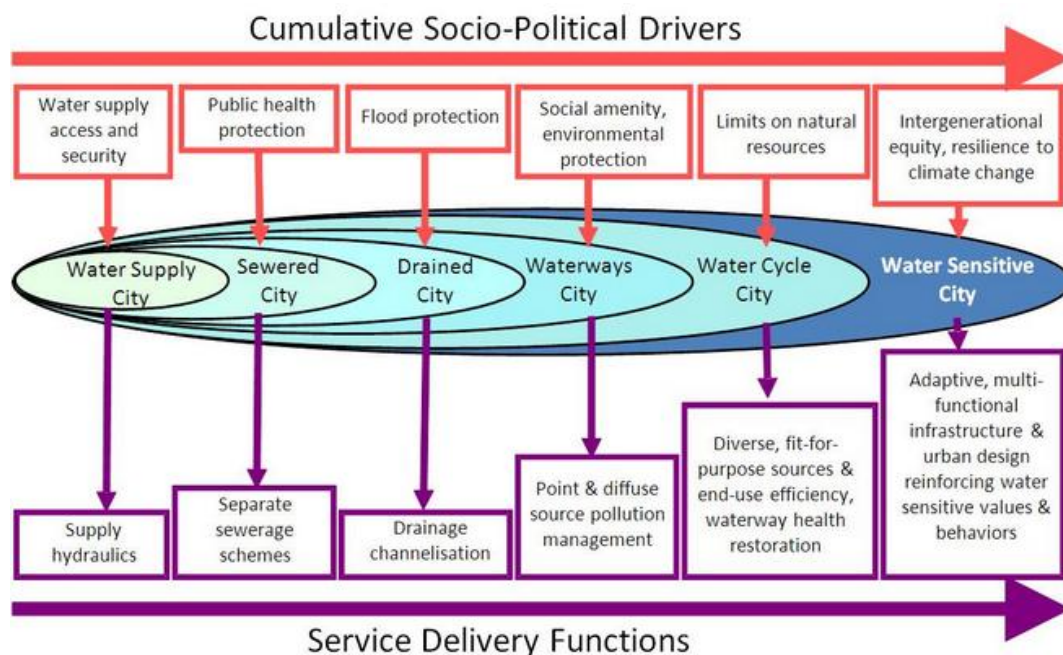 Cumulative Socio-Political Drivers
Water supply
access and
security
Public health
protection
Flood protection
Social amenity,
environmental
protection
Limits on natural
resources
Intergenerational
equity, resilience to
climate change
Water Supply
City
Sewered
City
Drained
City
Waterways
City
Water Cycle
City
Water Sensitive
City
Supply
hydraulics
Separate
sewerage
schemes
Drainage
channelisation
Point & diffuse
source pollution
management
Diverse, fit-for-
purpose sources &
end-use efficiency,
waterway health
restoration
Adaptive, multi-
functional
infrastructure &
urban design
reinforcing water
sensitive values &
behaviors
Service Delivery Functions